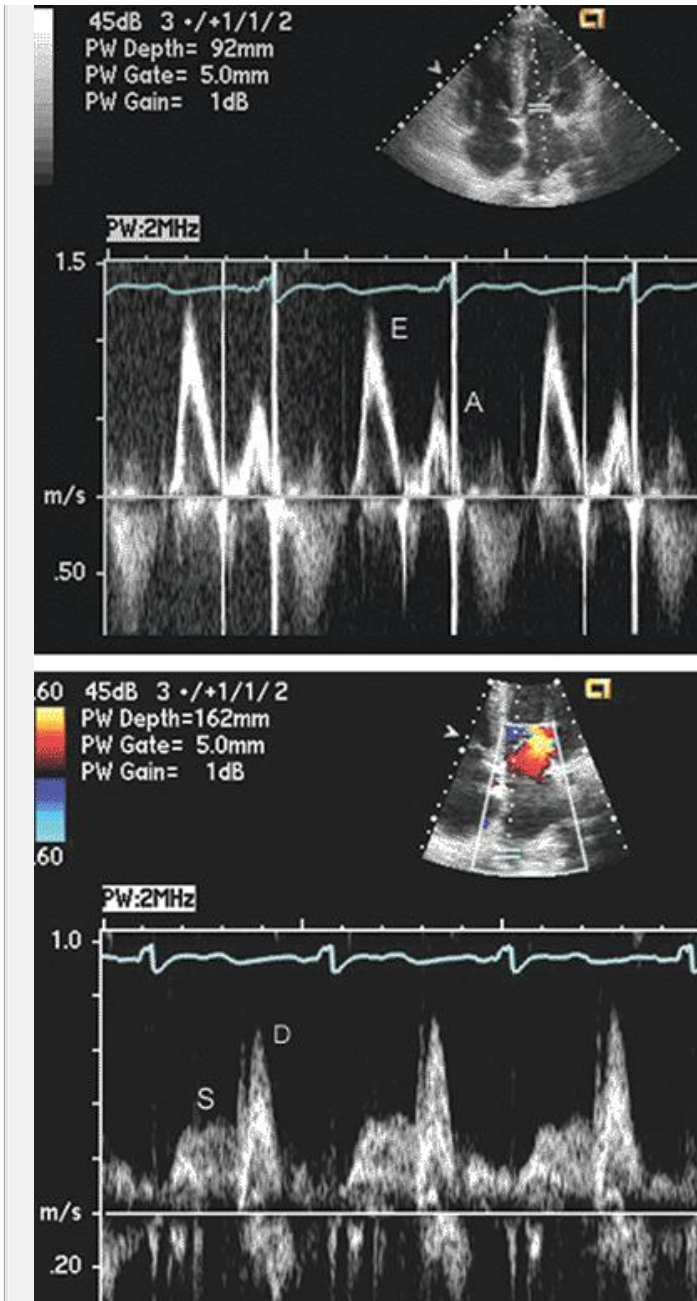 45dB 3 •/+1/1/2
PW Depth= 92mm
PW Gate= 5.0mm
PW Gain= 1dB
PW:2MHz
1.5
E
A
m/s
.50
.60 45dB 3 •/+1/1/2
PW Depth=162mm
PW Gate= 5.0mm
PW Gain= 1dB
.60
PW:2MHz
1.0
D
S
m/s
.20